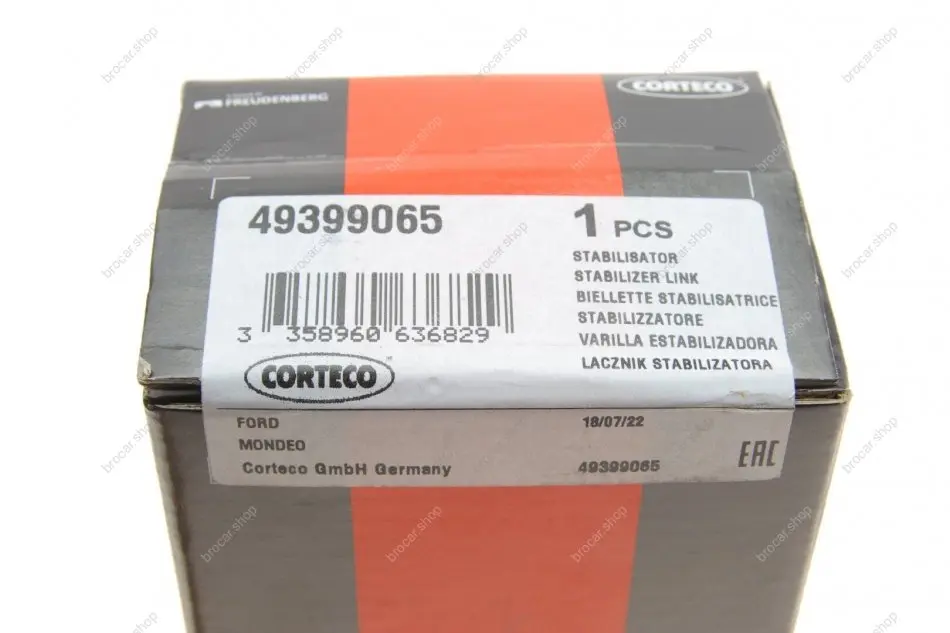 FREUDENBERG
CORTECO
49399065
1 PCS
STABILISATOR
STABILIZER LINK
BIELLETTE STABILISATRICE
STABILIZZATORE
VARILLA ESTABILIZADORA
LACZNIK STABILIZATORA
3 358960 636829
CORTECO
FORD
18/07/22
MONDEO
Corteco GmbH Germany
49399065
EAC
brocar.shop